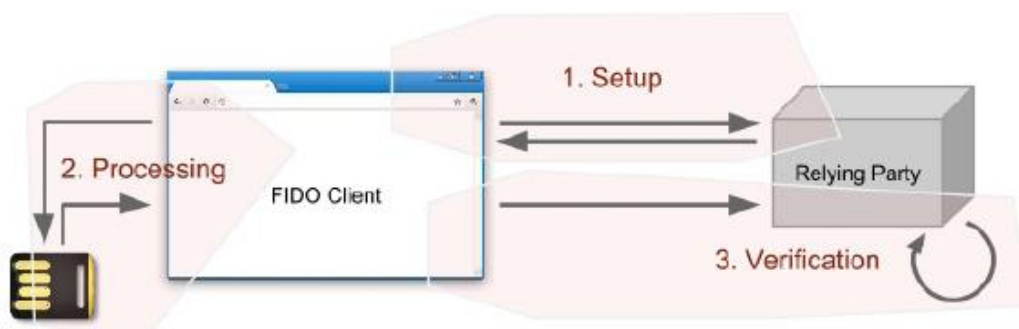 1. Setup
2. Processing
FIDO Client
Relying Party
3. Verification